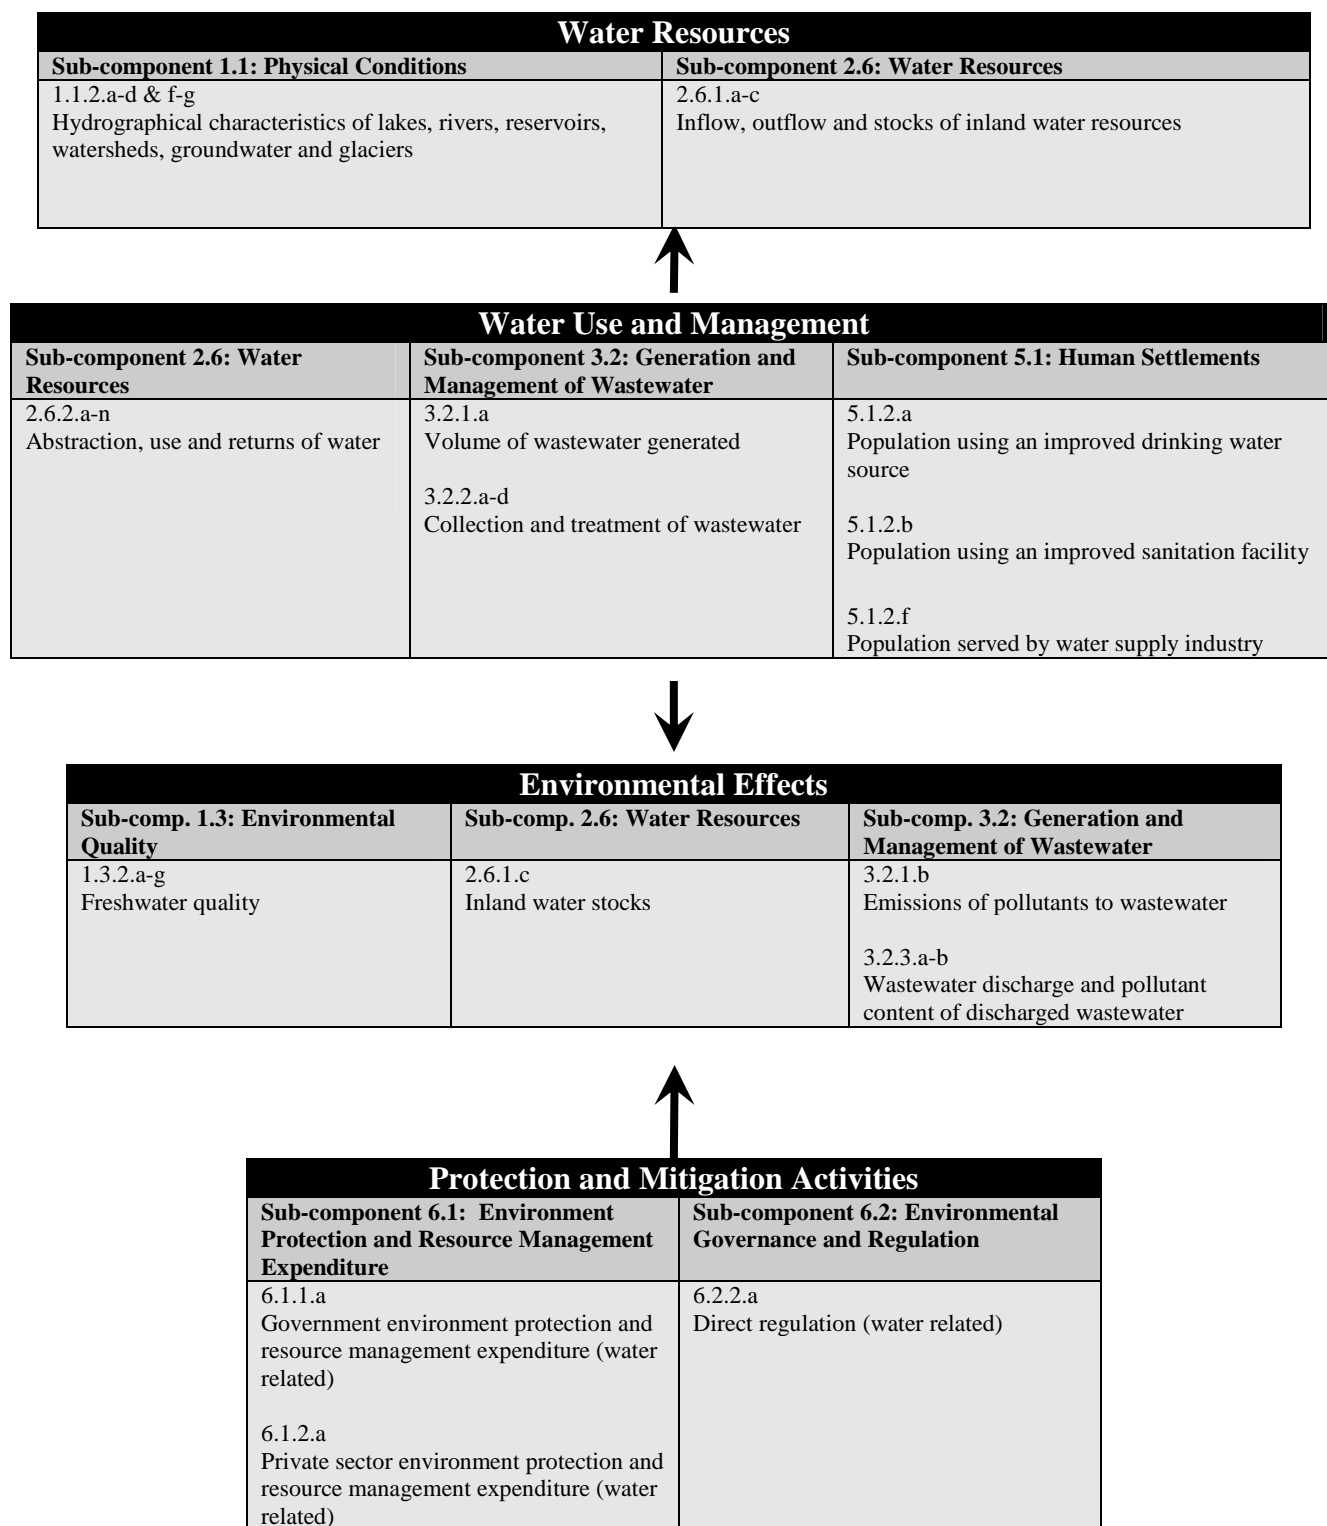 Water Resources
Sub-component 1.1: Physical Conditions
1.1.2.a-d & f-g
Hydrographical characteristics of lakes, rivers, reservoirs,
watersheds, groundwater and glaciers
Sub-component 2.6: Water Resources
2.6.1.a-c
Inflow, outflow and stocks of inland water resources
Water Use and Management
Sub-component 2.6: Water
Resources
2.6.2.a-n
Abstraction, use and returns of water
Sub-component 3.2: Generation and
Management of Wastewater
3.2.1.a
Volume of wastewater generated
3.2.2.a-d
Collection and treatment of wastewater
Sub-component 5.1: Human Settlements
5.1.2.a
Population using an improved drinking water
source
5.1.2.b
Population using an improved sanitation facility
5.1.2.f
Population served by water supply industry
Environmental Effects
Sub-comp. 1.3: Environmental
Quality
1.3.2.a-g
Freshwater quality
Sub-comp. 2.6: Water Resources
2.6.1.c
Inland water stocks
Sub-comp. 3.2: Generation and
Management of Wastewater
3.2.1.b
Emissions of pollutants to wastewater
3.2.3.a-b
Wastewater discharge and pollutant
content of discharged wastewater
Protection and Mitigation Activities
Sub-component 6.1: Environment
Protection and Resource Management
Expenditure
6.1.1.a
Government environment protection and
resource management expenditure (water
related)
6.1.2.a
Private sector environment protection and
resource management expenditure (water
related)
Sub-component 6.2: Environmental
Governance and Regulation
6.2.2.a
Direct regulation (water related)